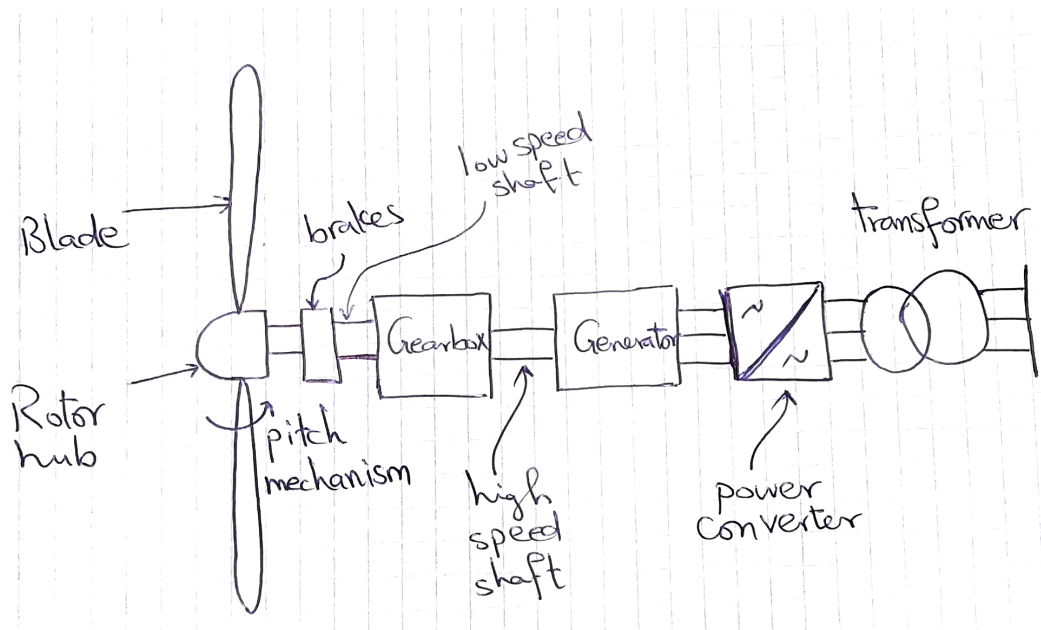 low speed
shaft
brakes
transformer
Blade
Gearbox
Generator
~
~
Rotor
hub
pitch
mechanism
high
speed
shaft
power
converter